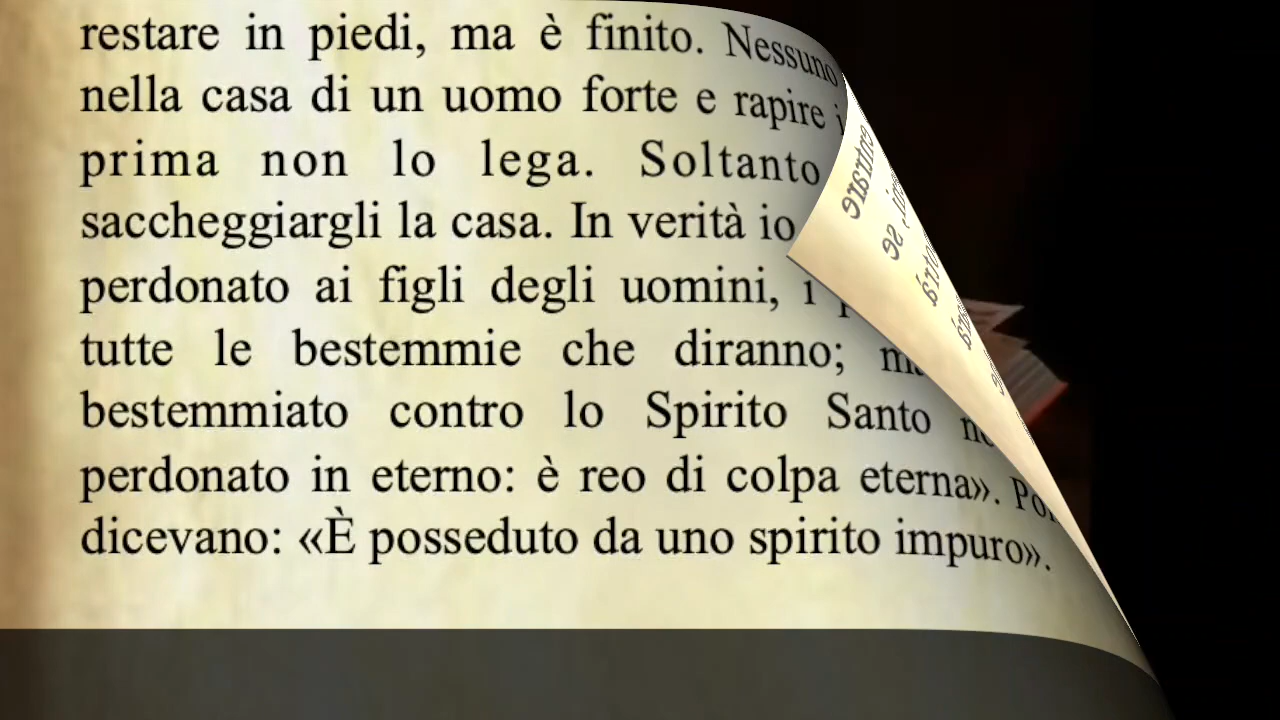 restare in piedi, ma è finito. Nessuno
nella casa di un uomo forte e rapire
prima non lo lega. Soltanto
saccheggiargli la casa. In verità io
perdonato ai figli degli uomini, i
tutte le bestemmie che diranno;
bestemmiato contro lo Spirito Santo
perdonato in eterno: è reo di colpa eterna».
dicevano: «È posseduto da uno spirito impuro».
entrare
se